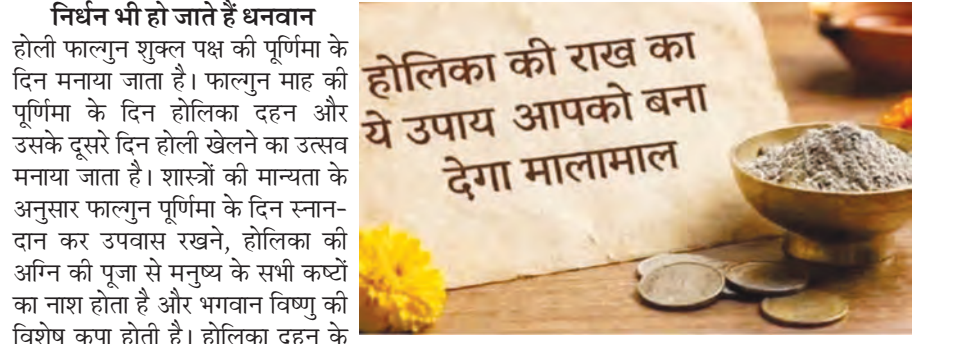 निर्धन भी हो जाते हैं धनवान
होली फाल्गुन शुक्ल पक्ष की पूर्णिमा के
दिन मनाया जाता है। फाल्गुन माह की
पूर्णिमा के दिन होलिका दहन और
उसके दूसरे दिन होली खेलने का उत्सव
मनाया जाता है। शास्त्रों की मान्यता के
अनुसार फाल्गुन पूर्णिमा के दिन स्नान-
दान कर उपवास रखने, होलिका की
अग्नि की पूजा से मनुष्य के सभी कष्टों
का नाश होता है और भगवान विष्णु की
विशेष कृपा होती है। होलिका दहन के
होलिका की राख का
ये उपाय आपको बना
देगा मालामाल